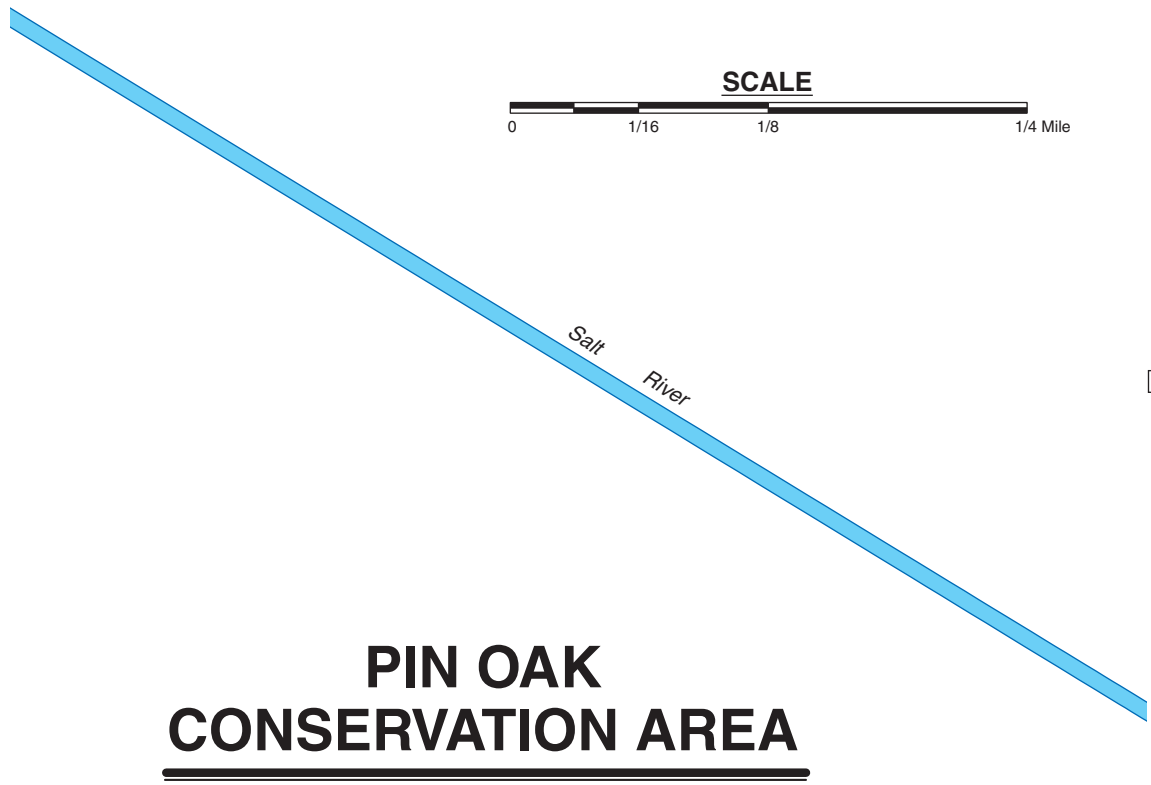 SCALE
0 1/16 1/8 1/4 Mile
Salt River
PIN OAK
CONSERVATION AREA